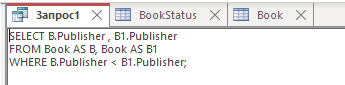 Запрос1 BookStatus Book
SELECT B.Publisher , B1.Publisher
FROM Book AS B, Book AS B1
WHERE B.Publisher < B1.Publisher;